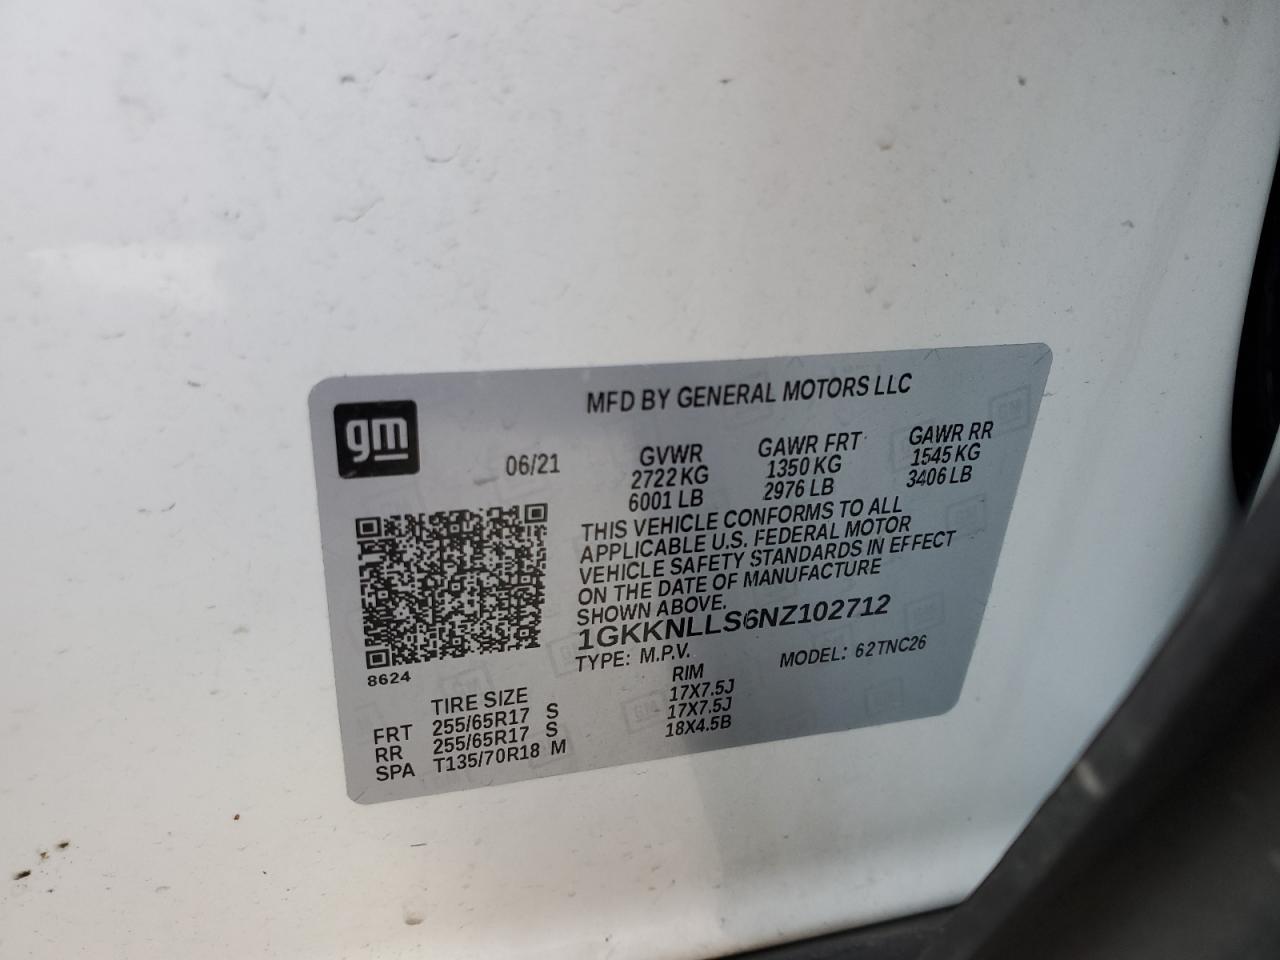 gm
MFD BY GENERAL MOTORS LLC
06/21
GVWR
2722 KG
6001 LB
GAWR FRT
1350 KG
2976 LB
GAWR RR
1545 KG
3406 LB
THIS VEHICLE CONFORMS TO ALL
APPLICABLE U.S. FEDERAL MOTOR
VEHICLE SAFETY STANDARDS IN EFFECT
ON THE DATE OF MANUFACTURE
SHOWN ABOVE.
1GKKNLLS6NZ102712
TYPE: M.P.V.
MODEL: 62TNC26
8624
TIRE SIZE RIM
FRT 255/65R17 S 17X7.5J
RR 255/65R17 S 17X7.5J
SPA T135/70R18 M 18X4.5B